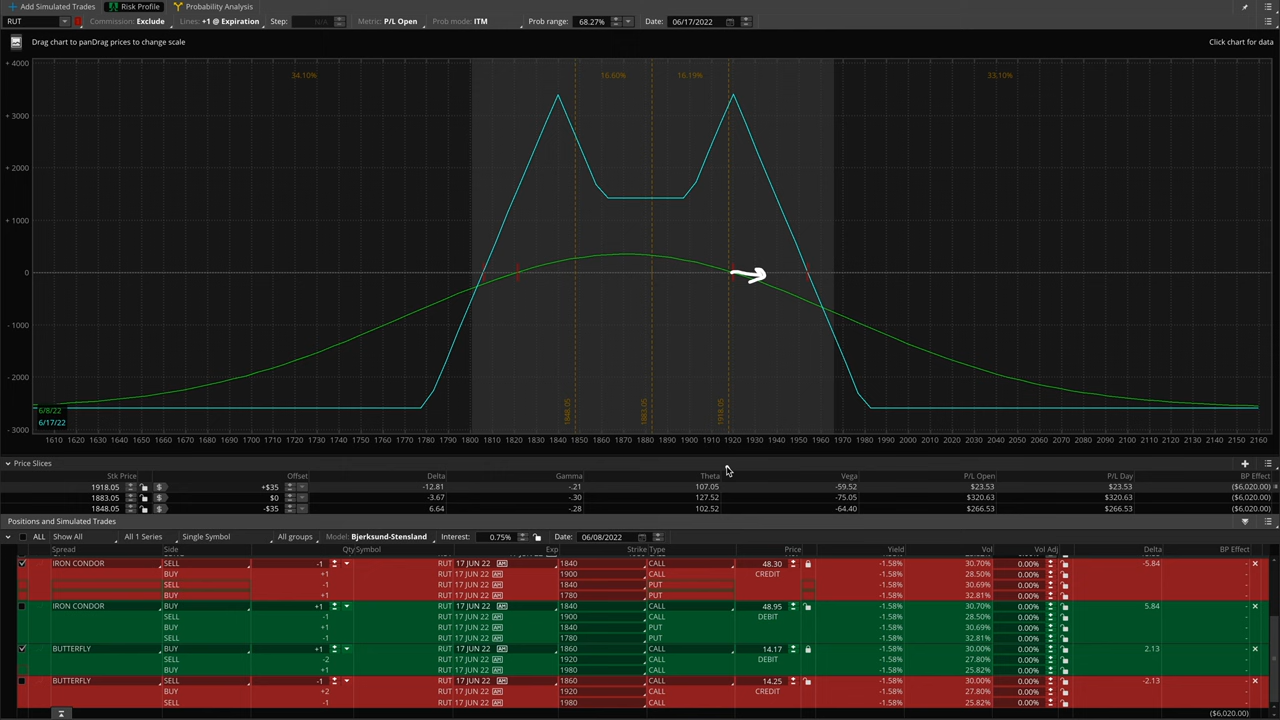 Add Simulated Trades Risk Profile Probability Analysis
RUT Commission: Exclude Lines: +1 @ Expiration Step: N/A Metric: P/L Open Prob mode: ITM Prob range: 68.27% Date: 06/17/2022
Drag chart to panDrag prices to change scale Click chart for data
+ 4000
34.10% 16.60% 16.19% 33.10%
+ 3000
+ 2000
+ 1000
0
- 1000
- 2000
- 3000
1848.05 1883.05 1918.05
6/8/22
6/17/22
1610 1620 1630 1640 1650 1660 1670 1680 1690 1700 1710 1720 1730 1740 1750 1760 1770 1780 1790 1800 1810 1820 1830 1840 1850 1860 1870 1880 1890 1900 1910 1920 1930 1940 1950 1960 1970 1980 1990 2000 2010 2020 2030 2040 2050 2060 2070 2080 2090 2100 2110 2120 2130 2140 2150 2160
Price Slices
Stk Price Offset Delta Gamma Theta Vega P/L Open P/L Day BP Effect
1918.05 +$35 -12.81 -.21 107.05 -59.52 $23.53 $23.53 ($6,020.00)
1883.05 $0 -3.67 -.30 127.52 -75.05 $320.63 $320.63 ($6,020.00)
1848.05 -$35 6.64 -.28 102.52 -64.40 $266.53 $266.53 ($6,020.00)
Positions and Simulated Trades
ALL Show All All 1 Series Single Symbol All groups Model: Bjerksund-Stensland Interest: 0.75% Date: 06/08/2022
Spread Side Qty Symbol Exp Strike Type Price Yield Vol Vol Adj Delta BP Effect
IRON CONDOR SELL -1 RUT 17 JUN 22 AM 1840 CALL 48.30 -1.58% 30.70% 0.00% -5.84 -
BUY +1 RUT 17 JUN 22 AM 1900 CALL CREDIT -1.58% 28.50% 0.00% -
SELL -1 RUT 17 JUN 22 AM 1840 PUT -1.58% 30.69% 0.00% -
BUY +1 RUT 17 JUN 22 AM 1780 PUT -1.58% 32.81% 0.00% -
IRON CONDOR BUY +1 RUT 17 JUN 22 AM 1840 CALL 48.95 -1.58% 30.70% 0.00% 5.84 -
SELL -1 RUT 17 JUN 22 AM 1900 CALL DEBIT -1.58% 28.50% 0.00% -
BUY +1 RUT 17 JUN 22 AM 1840 PUT -1.58% 30.69% 0.00% -
SELL -1 RUT 17 JUN 22 AM 1780 PUT -1.58% 32.81% 0.00% -
BUTTERFLY BUY +1 RUT 17 JUN 22 AM 1860 CALL 14.17 -1.58% 30.00% 0.00% 2.13 -
SELL -2 RUT 17 JUN 22 AM 1920 CALL DEBIT -1.58% 27.80% 0.00% -
BUY +1 RUT 17 JUN 22 AM 1980 CALL -1.58% 25.82% 0.00% -
BUTTERFLY SELL -1 RUT 17 JUN 22 AM 1860 CALL 14.25 -1.58% 30.00% 0.00% -2.13 -
BUY +2 RUT 17 JUN 22 AM 1920 CALL CREDIT -1.58% 27.80% 0.00% -
SELL -1 RUT 17 JUN 22 AM 1980 CALL -1.58% 25.82% 0.00% -
($6,020.00)